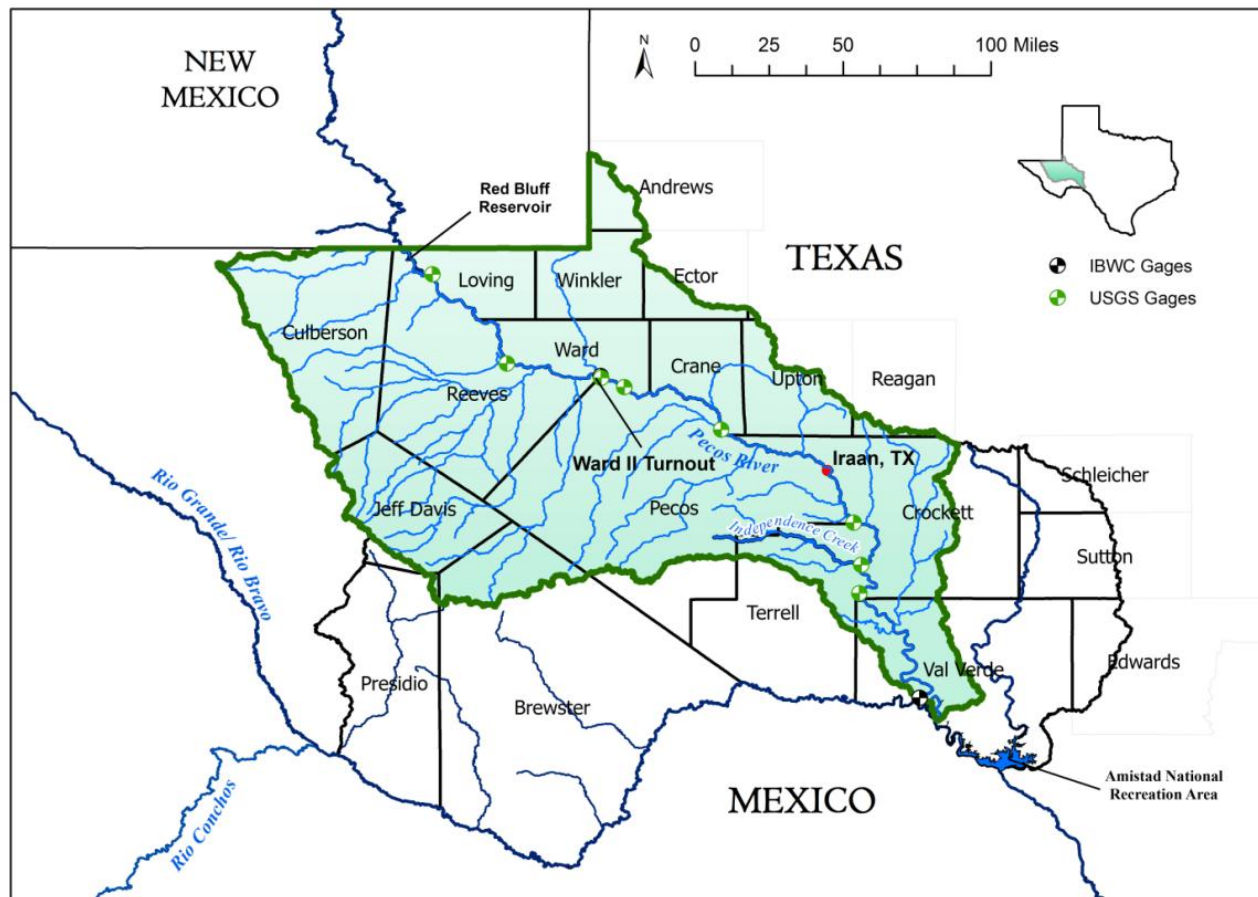 NEW
MEXICO
N
0 25 50 100 Miles
Andrews
Red Bluff
Reservoir
TEXAS
IBWC Gages
USGS Gages
Loving
Winkler
Ector
Culberson
Ward
Crane
Upton
Reagan
Reeves
Pecos River
Ward II Turnout
Iraan, TX
Schleicher
Rio Grande/ Rio Bravo
Jeff Davis
Pecos
Crockett
Independence Creek
Sutton
Terrell
Val Verde
Edwards
Presidio
Brewster
Amistad National
Recreation Area
MEXICO
Rio Conchos